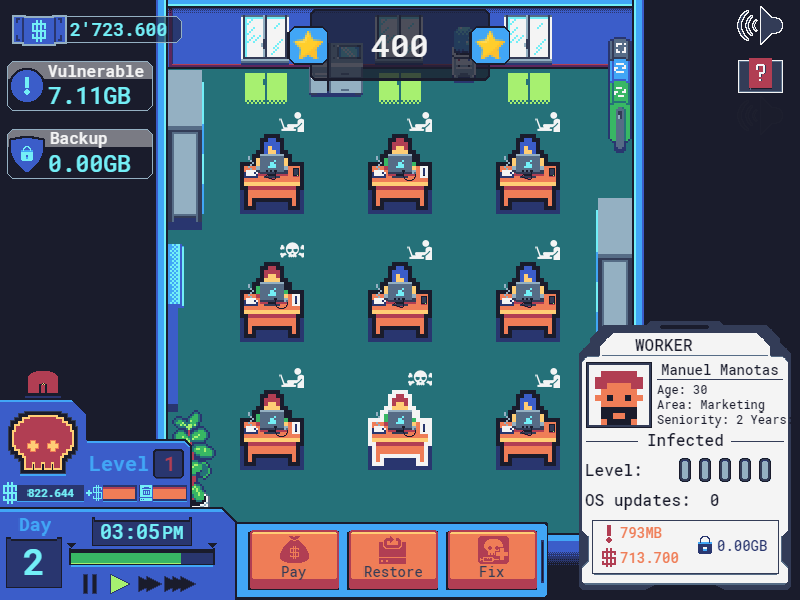 2'723.600
400
?
Vulnerable
7.11GB
Backup
0.00GB
WORKER
Manuel Manotas
Age: 30
Area: Marketing
Seniority: 2 Years
Infected
Level:
OS updates: 0
793MB
713.700
0.00GB
Level 1
822.644
Day
2
03:05PM
Pay
Restore
Fix